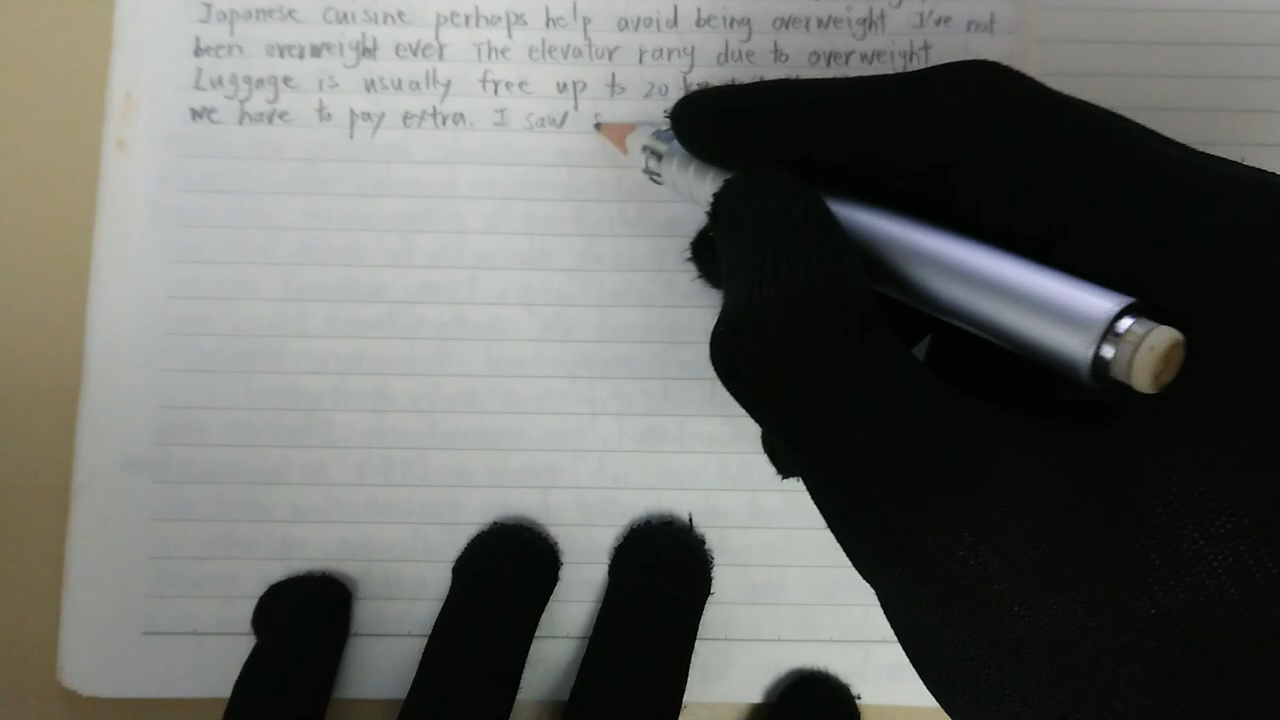 Japanese cuisine perhaps help avoid being overweight I've not
been overweight ever The elevator rang due to overweight
Luggage is usually free up to 20
we have to pay extra. I saw